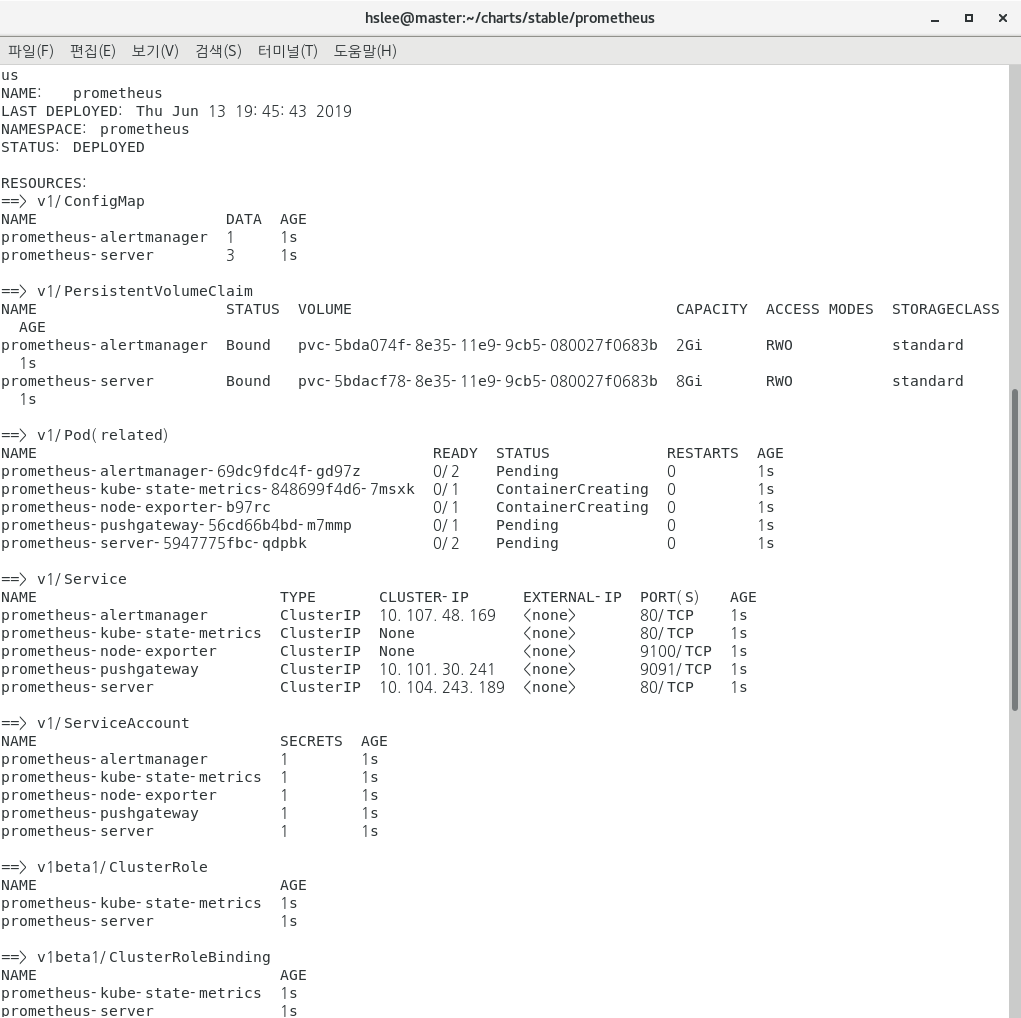 hslee@master:~/charts/stable/prometheus
파일(F) 편집(E) 보기(V) 검색(S) 터미널(T) 도움말(H)
us
NAME:   prometheus
LAST DEPLOYED: Thu Jun 13 19:45:43 2019
NAMESPACE: prometheus
STATUS: DEPLOYED

RESOURCES:
==> v1/ConfigMap
NAME                     DATA  AGE
prometheus-alertmanager  1     1s
prometheus-server        3     1s

==> v1/PersistentVolumeClaim
NAME                     STATUS  VOLUME                                    CAPACITY  ACCESS MODES  STORAGECLASS
  AGE
prometheus-alertmanager  Bound   pvc-5bda074f-8e35-11e9-9cb5-080027f0683b  2Gi       RWO           standard
  1s
prometheus-server        Bound   pvc-5bdacf78-8e35-11e9-9cb5-080027f0683b  8Gi       RWO           standard
  1s

==> v1/Pod(related)
NAME                                            READY  STATUS             RESTARTS  AGE
prometheus-alertmanager-69dc9fdc4f-gd97z        0/2    Pending            0         1s
prometheus-kube-state-metrics-848699f4d6-7msxk  0/1    ContainerCreating  0         1s
prometheus-node-exporter-b97rc                  0/1    ContainerCreating  0         1s
prometheus-pushgateway-56cd66b4bd-m7mmp         0/1    Pending            0         1s
prometheus-server-5947775fbc-qdpbk              0/2    Pending            0         1s

==> v1/Service
NAME                           TYPE       CLUSTER-IP      EXTERNAL-IP  PORT(S)   AGE
prometheus-alertmanager        ClusterIP  10.107.48.169   <none>       80/TCP    1s
prometheus-kube-state-metrics  ClusterIP  None            <none>       80/TCP    1s
prometheus-node-exporter       ClusterIP  None            <none>       9100/TCP  1s
prometheus-pushgateway         ClusterIP  10.101.30.241   <none>       9091/TCP  1s
prometheus-server              ClusterIP  10.104.243.189  <none>       80/TCP    1s

==> v1/ServiceAccount
NAME                           SECRETS  AGE
prometheus-alertmanager        1        1s
prometheus-kube-state-metrics  1        1s
prometheus-node-exporter       1        1s
prometheus-pushgateway         1        1s
prometheus-server              1        1s

==> v1beta1/ClusterRole
NAME                           AGE
prometheus-kube-state-metrics  1s
prometheus-server              1s

==> v1beta1/ClusterRoleBinding
NAME                           AGE
prometheus-kube-state-metrics  1s
prometheus-server              1s